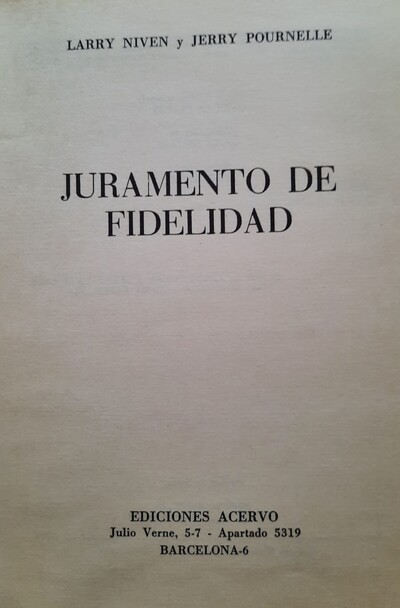 LARRY NIVEN y JERRY POURNELLE
JURAMENTO DE
FIDELIDAD
EDICIONES ACERVO
Julio Verne, 5-7 - Apartado 5319
BARCELONA-6